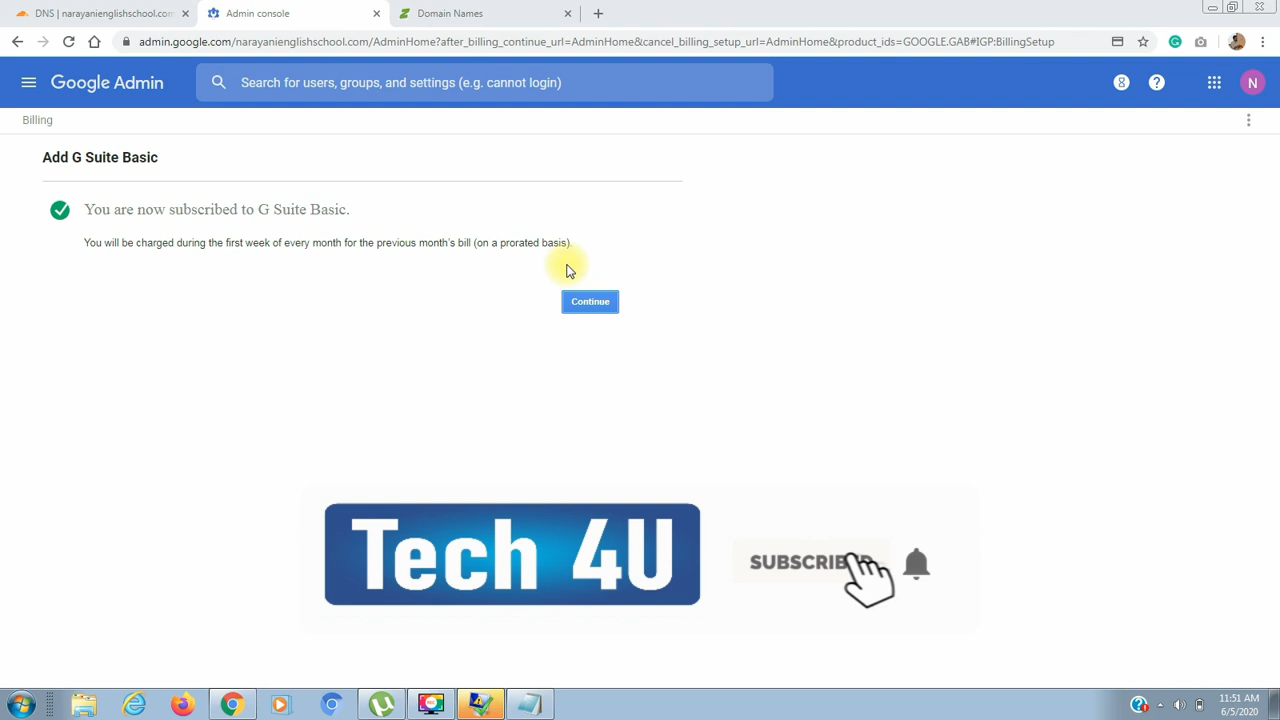 DNS | narayanienglishschool.com
Admin console
Domain Names
admin.google.com/narayanienglishschool.com/AdminHome?after_billing_continue_url=AdminHome&cancel_billing_setup_url=AdminHome&product_ids=GOOGLE.GAB#IGP:BillingSetup
Google Admin
Search for users, groups, and settings (e.g. cannot login)
N
Billing
Add G Suite Basic
You are now subscribed to G Suite Basic.
You will be charged during the first week of every month for the previous month's bill (on a prorated basis).
Continue
Tech 4U
11:51 AM
6/5/2020